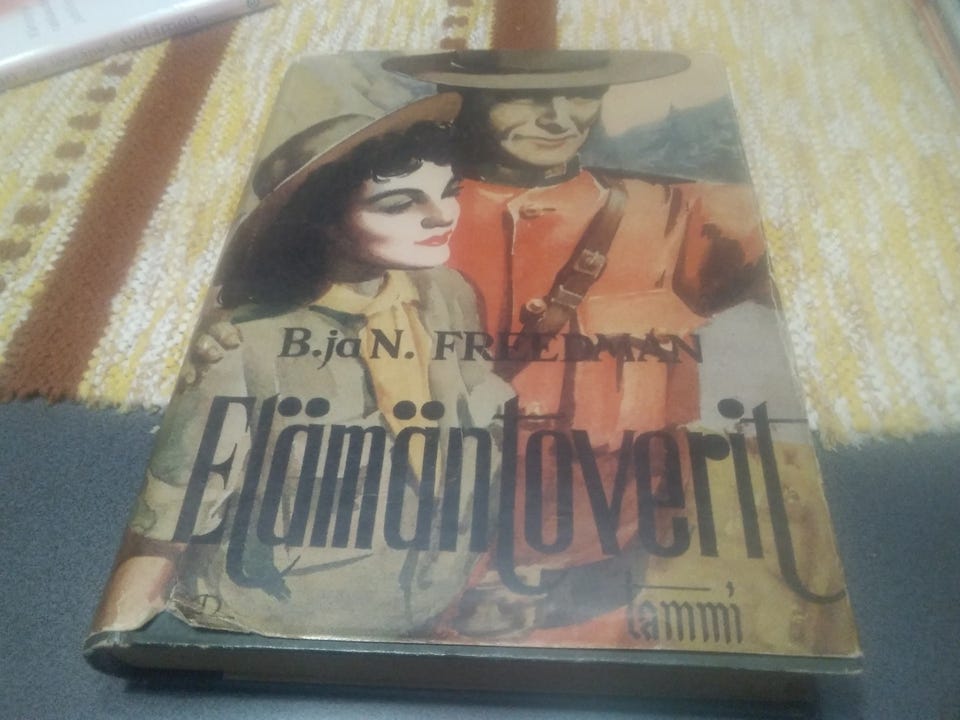 B.ja N. FREEDMAN
Elämäntoverit
tammi